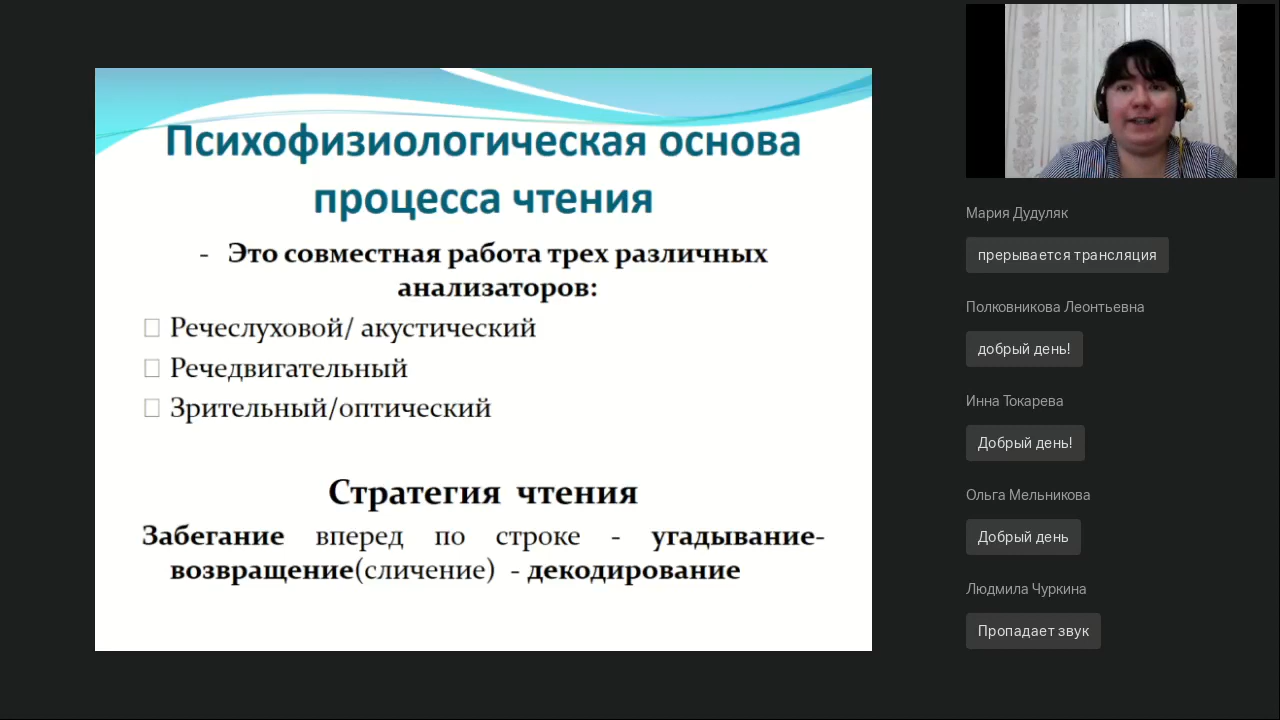 Психофизиологическая основа
процесса чтения
- Это совместная работа трех различных
анализаторов:
Речеслуховой/ акустический
Речедвигательный
Зрительный/оптический
Стратегия чтения
Забегание вперед по строке - угадывание-
возвращение(сличение) - декодирование
Мария Дудуляк
прерывается трансляция
Полковникова Леонтьевна
добрый день!
Инна Токарева
Добрый день!
Ольга Мельникова
Добрый день
Людмила Чуркина
Пропадает звук